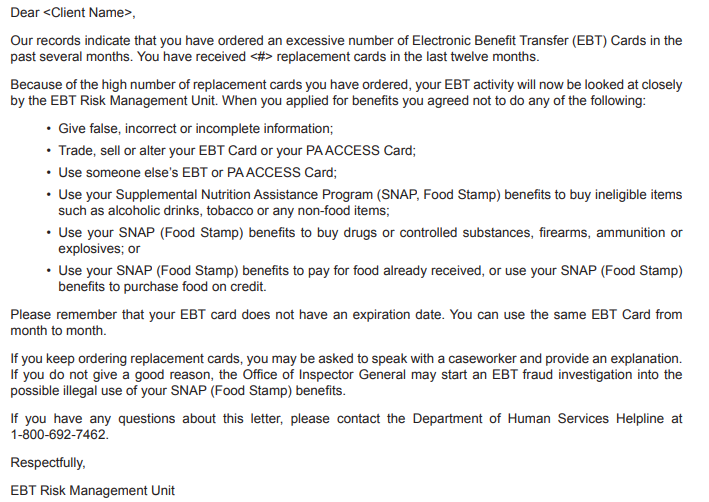 Dear <Client Name>,
Our records indicate that you have ordered an excessive number of Electronic Benefit Transfer (EBT) Cards in the
past several months. You have received <#> replacement cards in the last twelve months.
Because of the high number of replacement cards you have ordered, your EBT activity will now be looked at closely
by the EBT Risk Management Unit. When you applied for benefits you agreed not to do any of the following:
• Give false, incorrect or incomplete information;
• Trade, sell or alter your EBT Card or your PA ACCESS Card;
• Use someone else's EBT or PA ACCESS Card;
• Use your Supplemental Nutrition Assistance Program (SNAP, Food Stamp) benefits to buy ineligible items
such as alcoholic drinks, tobacco or any non-food items;
• Use your SNAP (Food Stamp) benefits to buy drugs or controlled substances, firearms, ammunition or
explosives; or
• Use your SNAP (Food Stamp) benefits to pay for food already received, or use your SNAP (Food Stamp)
benefits to purchase food on credit.
Please remember that your EBT card does not have an expiration date. You can use the same EBT Card from
month to month.
If you keep ordering replacement cards, you may be asked to speak with a caseworker and provide an explanation.
If you do not give a good reason, the Office of Inspector General may start an EBT fraud investigation into the
possible illegal use of your SNAP (Food Stamp) benefits.
If you have any questions about this letter, please contact the Department of Human Services Helpline at
1-800-692-7462.
Respectfully,
EBT Risk Management Unit